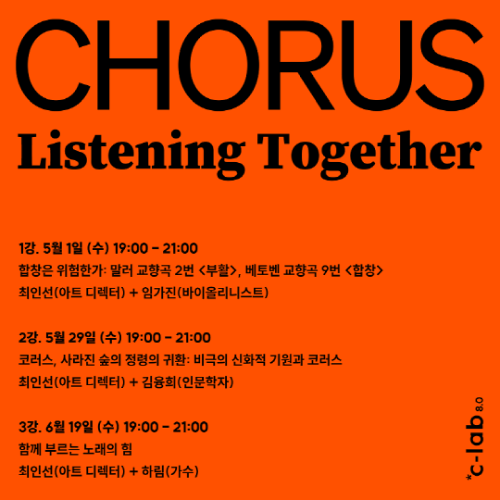 CHORUS
Listening Together
1강. 5월 1일 (수) 19:00 – 21:00
합창은 위험한가: 말러 교향곡 2번 <부활>, 베토벤 교향곡 9번 <합창>
최인선(아트 디렉터) + 임가진(바이올리니스트)
2강. 5월 29일 (수) 19:00 – 21:00
코러스, 사라진 숲의 정령의 귀환: 비극의 신화적 기원과 코러스
최인선(아트 디렉터) + 김융희(인문학자)
3강. 6월 19일 (수) 19:00 – 21:00
함께 부르는 노래의 힘
최인선(아트 디렉터) + 하림(가수)
*c-lab 8.0